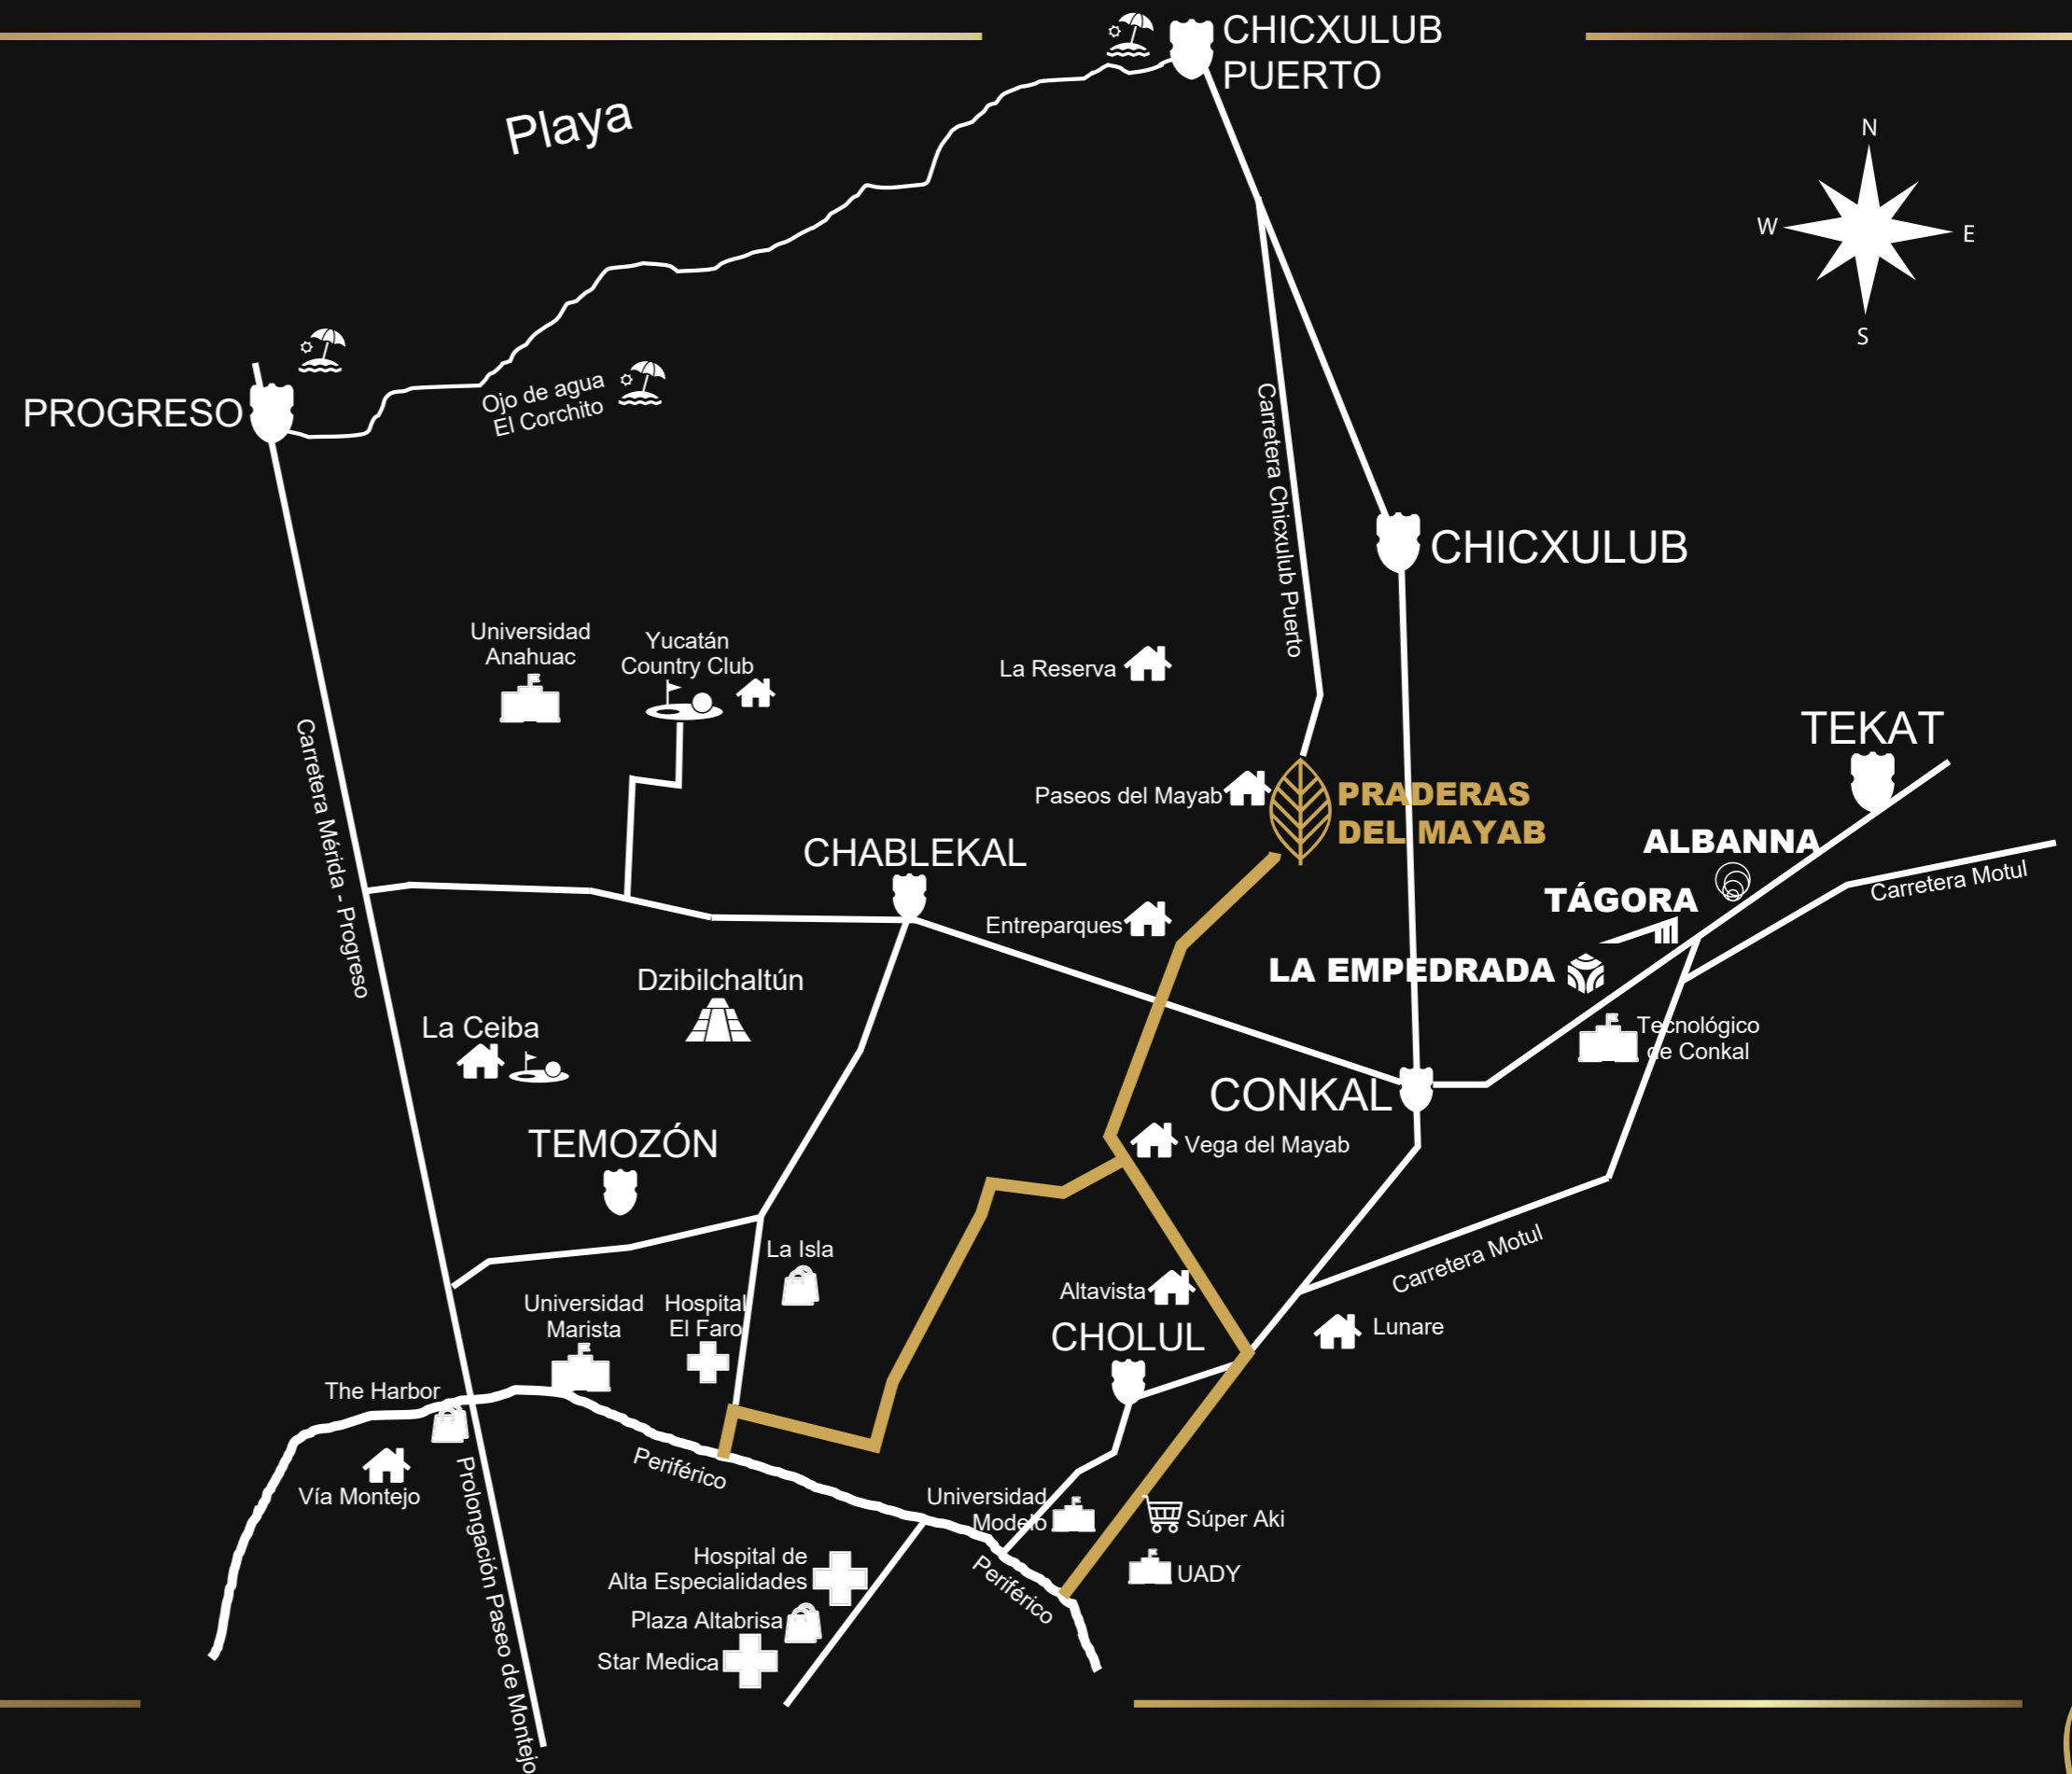 CHICXULUB
PUERTO
Playa
N
W
E
S
PROGRESO
Ojo de agua
El Corchito
Carretera Chicxulub Puerto
CHICXULUB
Universidad
Anahuac
Yucatán
Country Club
La Reserva
Carretera Mérida - Progreso
TEKAT
Paseos del Mayab
PRADERAS
DEL MAYAB
ALBANNA
CHABLEKAL
Carretera Motul
TÁGORA
Entreparques
LA EMPEDRADA
Dzibilchaltún
La Ceiba
Tecnológico
de Conkal
CONKAL
TEMOZÓN
Vega del Mayab
La Isla
Carretera Motul
Altavista
Universidad
Marista
Hospital
El Faro
CHOLUL
Lunare
The Harbor
Periférico
Vía Montejo
Prolongación Paseo de Montejo
Universidad
Modelo
Súper Aki
Hospital de
Alta Especialidades
Periférico
UADY
Plaza Altabrisa
Star Medica